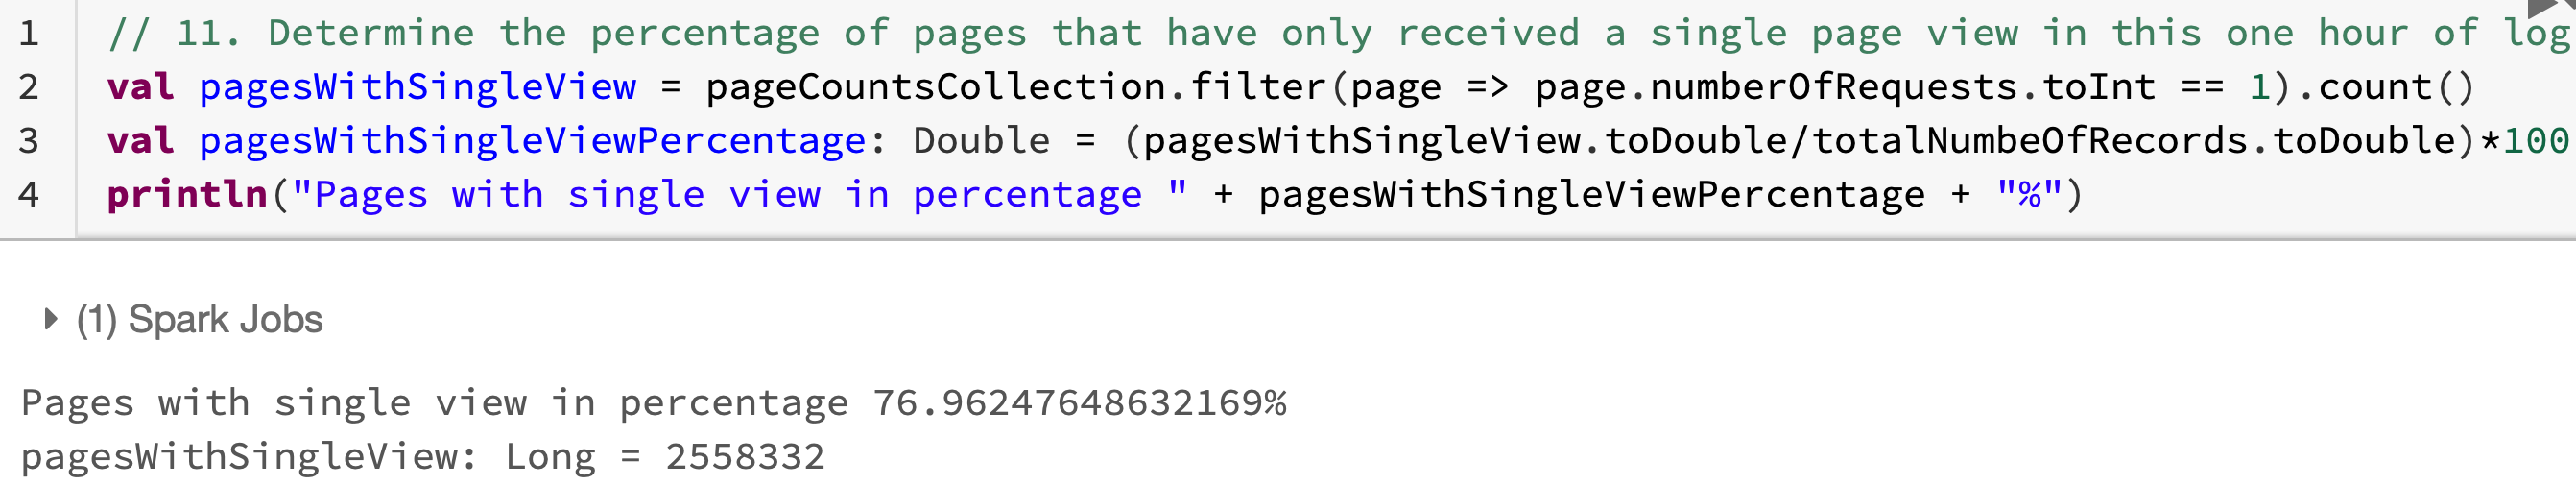 1 // 11. Determine the percentage of pages that have only received a single page view in this one hour of log
2 val pagesWithSingleView = pageCountsCollection.filter(page => page.numberOfRequests.toInt == 1).count()
3 val pagesWithSingleViewPercentage: Double = (pagesWithSingleView.toDouble/totalNumbeOfRecords.toDouble)*100
4 println("Pages with single view in percentage " + pagesWithSingleViewPercentage + "%")
(1) Spark Jobs
Pages with single view in percentage 76.96247648632169%
pagesWithSingleView: Long = 2558332